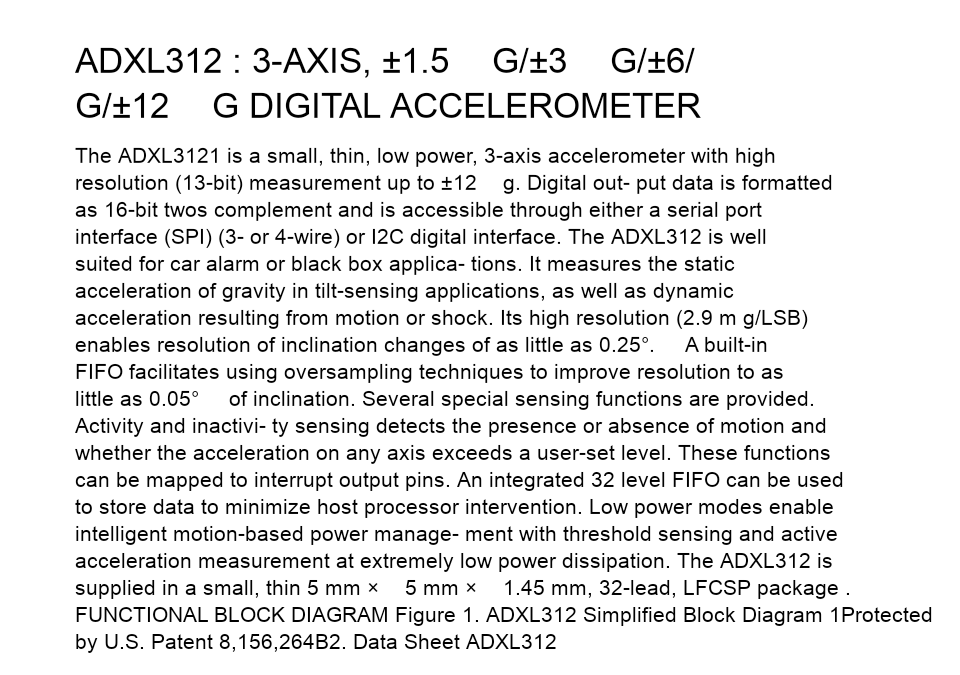 ADXL312 : 3-AXIS, ±1.5 G/±3 G/±6/
G/±12 G DIGITAL ACCELEROMETER
The ADXL3121 is a small, thin, low power, 3-axis accelerometer with high
resolution (13-bit) measurement up to ±12 g. Digital out- put data is formatted
as 16-bit twos complement and is accessible through either a serial port
interface (SPI) (3- or 4-wire) or I2C digital interface. The ADXL312 is well
suited for car alarm or black box applica- tions. It measures the static
acceleration of gravity in tilt-sensing applications, as well as dynamic
acceleration resulting from motion or shock. Its high resolution (2.9 m g/LSB)
enables resolution of inclination changes of as little as 0.25°. A built-in
FIFO facilitates using oversampling techniques to improve resolution to as
little as 0.05° of inclination. Several special sensing functions are provided.
Activity and inactivi- ty sensing detects the presence or absence of motion and
whether the acceleration on any axis exceeds a user-set level. These functions
can be mapped to interrupt output pins. An integrated 32 level FIFO can be used
to store data to minimize host processor intervention. Low power modes enable
intelligent motion-based power manage- ment with threshold sensing and active
acceleration measurement at extremely low power dissipation. The ADXL312 is
supplied in a small, thin 5 mm × 5 mm × 1.45 mm, 32-lead, LFCSP package .
FUNCTIONAL BLOCK DIAGRAM Figure 1. ADXL312 Simplified Block Diagram 1Protected
by U.S. Patent 8,156,264B2. Data Sheet ADXL312